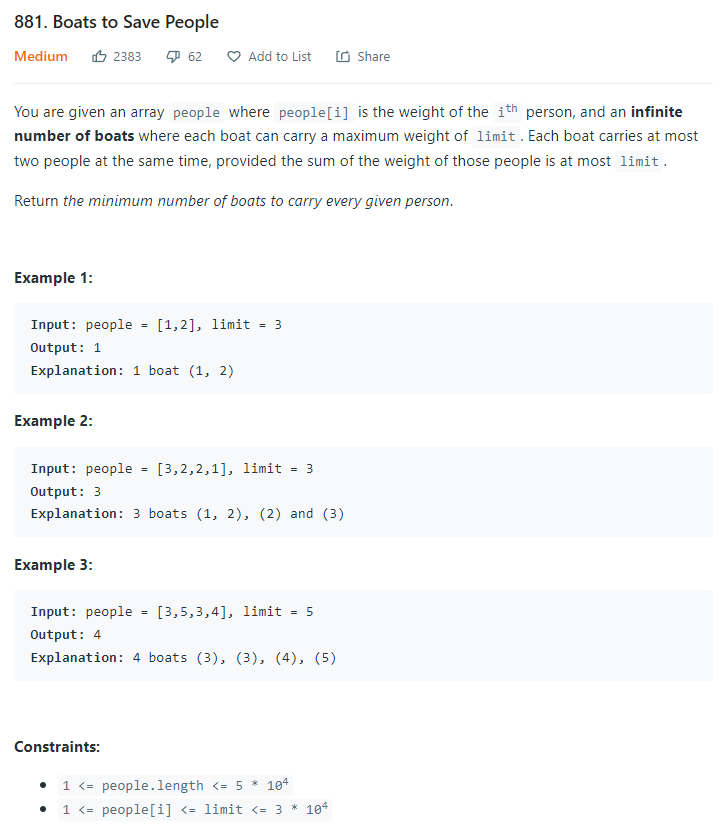 881. Boats to Save People
Medium 2383 62 Add to List Share
You are given an array people where people[i] is the weight of the ith person, and an infinite
number of boats where each boat can carry a maximum weight of limit. Each boat carries at most
two people at the same time, provided the sum of the weight of those people is at most limit.
Return the minimum number of boats to carry every given person.
Example 1:
Input: people = [1,2], limit = 3
Output: 1
Explanation: 1 boat (1, 2)
Example 2:
Input: people = [3,2,2,1], limit = 3
Output: 3
Explanation: 3 boats (1, 2), (2) and (3)
Example 3:
Input: people = [3,5,3,4], limit = 5
Output: 4
Explanation: 4 boats (3), (3), (4), (5)
Constraints:
• 1 <= people.length <= 5 * 10⁴
• 1 <= people[i] <= limit <= 3 * 10⁴